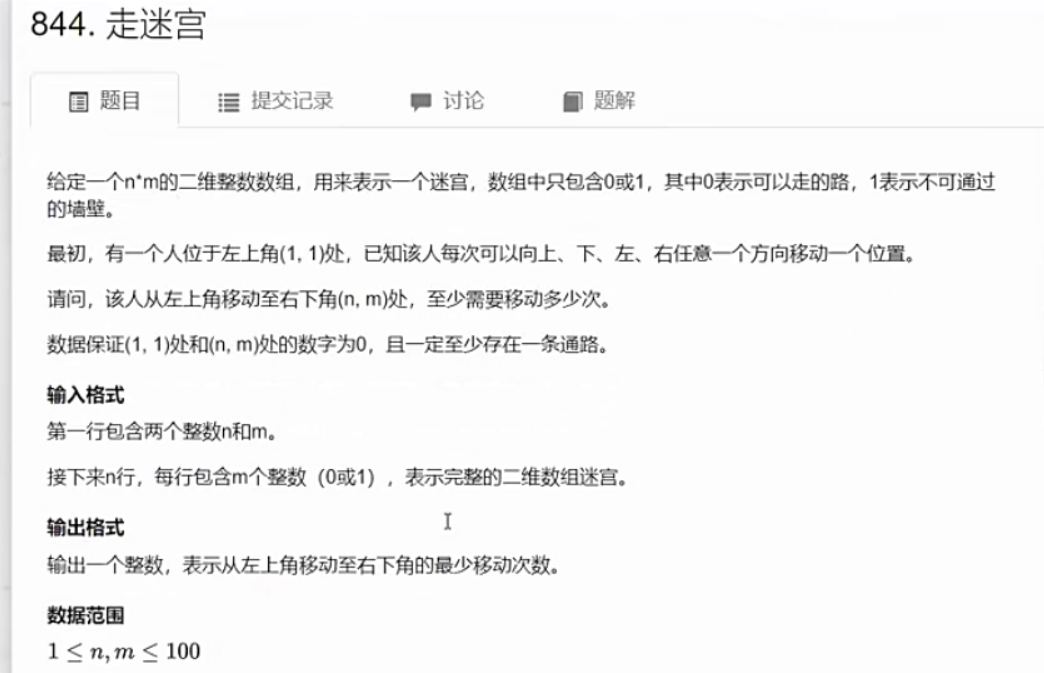 844. 走迷宫
题目 提交记录 讨论 题解
给定一个n*m的二维整数数组，用来表示一个迷宫，数组中只包含0或1，其中0表示可以走的路，1表示不可通过
的墙壁。
最初，有一个人位于左上角(1, 1)处，已知该人每次可以向上、下、左、右任意一个方向移动一个位置。
请问，该人从左上角移动至右下角(n, m)处，至少需要移动多少次。
数据保证(1, 1)处和(n, m)处的数字为0，且一定至少存在一条通路。
输入格式
第一行包含两个整数n和m。
接下来n行，每行包含m个整数（0或1），表示完整的二维数组迷宫。
输出格式
输出一个整数，表示从左上角移动至右下角的最少移动次数。
数据范围
1 ≤ n, m ≤ 100